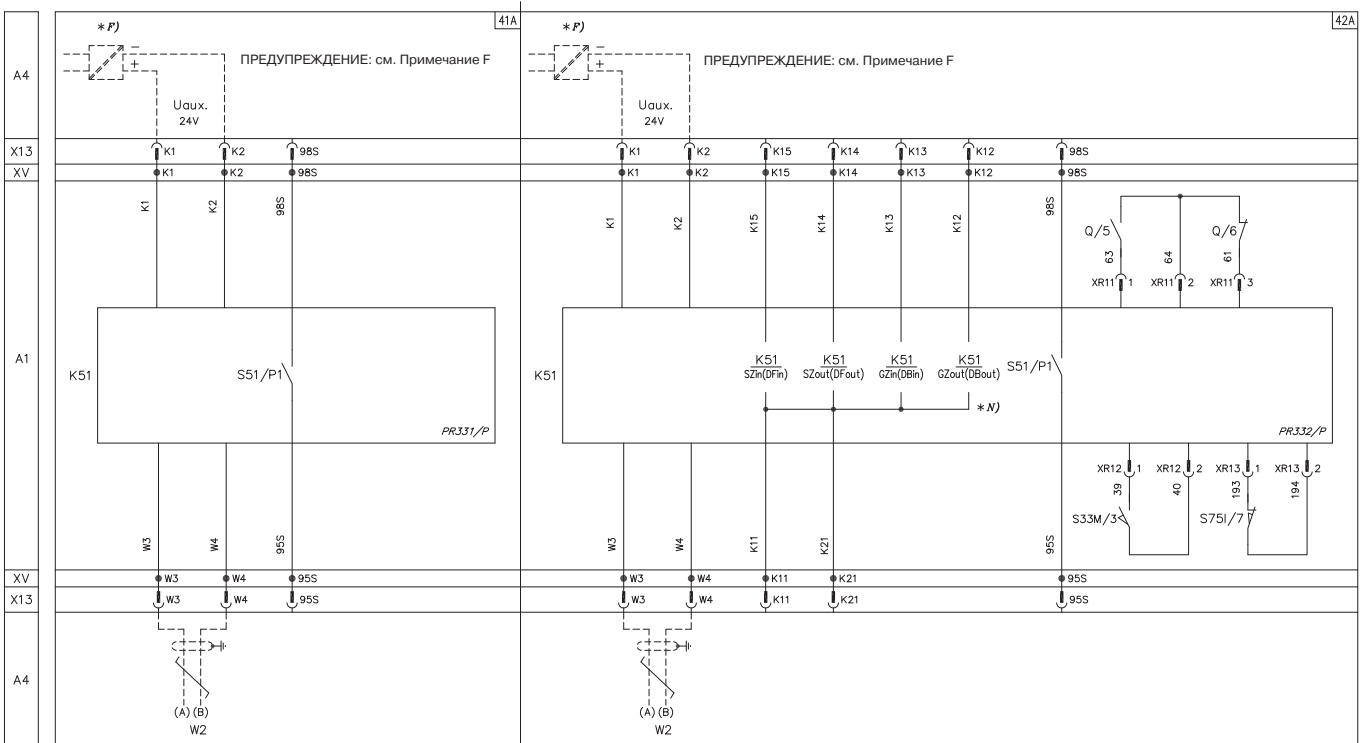 41A
42A
*F)
*F)
ПРЕДУПРЕЖДЕНИЕ: см. Примечание F
ПРЕДУПРЕЖДЕНИЕ: см. Примечание F
A4
− 
+
−
+
Uaux.
24V
Uaux.
24V
X13
K1
K2
98S
K1
K2
K15
K14
K13
K12
98S
XV
K1
K2
98S
K1
K2
K15
K14
K13
K12
98S
K1
K2
98S
K1
K2
K15
K14
K13
K12
98S
Q/5
Q/6
63
64
61
XR11 1
XR11 2
XR11 3
A1
K51
S51/P1
PR331/P
K51
K51
SZin(DFin)
K51
SZout(DFout)
K51
GZin(DBin)
K51
GZout(DBout)
S51/P1
*N)
PR332/P
XR12 1
XR12 2
XR13 1
XR13 2
39
40
193
194
S33M/3
S75I/7
W3
W4
95S
W3
W4
K11
K21
95S
XV
W3
W4
95S
W3
W4
K11
K21
95S
X13
W3
W4
95S
W3
W4
K11
K21
95S
A4
(A) (B)
W2
(A) (B)
W2